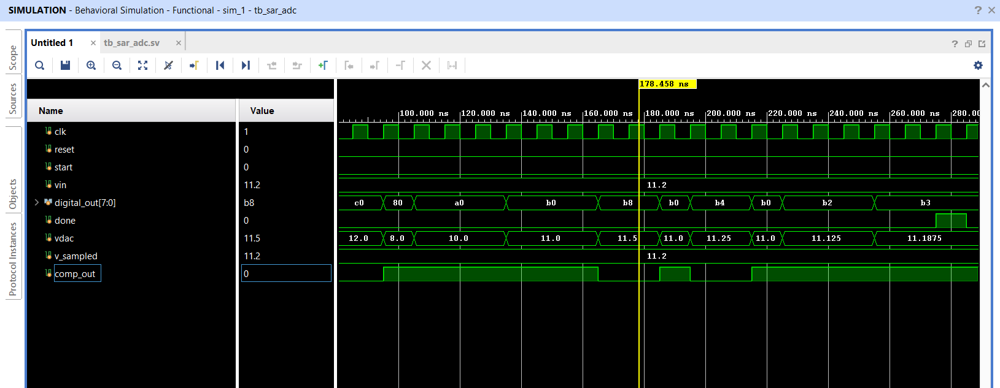 SIMULATION - Behavioral Simulation - Functional - sim_1 - tb_sar_adc ? ×
Scope
Sources
Objects
Protocol Instances
Untitled 1 × tb_sar_adc.sv × ?
178.458 ns
Name Value
100.000 ns 120.000 ns 140.000 ns 160.000 ns 180.000 ns 200.000 ns 220.000 ns 240.000 ns 260.000 ns 280.00
clk 1
reset 0
start 0
vin 11.2 11.2
digital_out[7:0] b8 c0 80 a0 b0 b8 b0 b4 b0 b2 b3
done 0
vdac 11.5 12.0 8.0 10.0 11.0 11.5 11.0 11.25 11.0 11.125 11.1875
v_sampled 11.2 11.2
comp_out 0